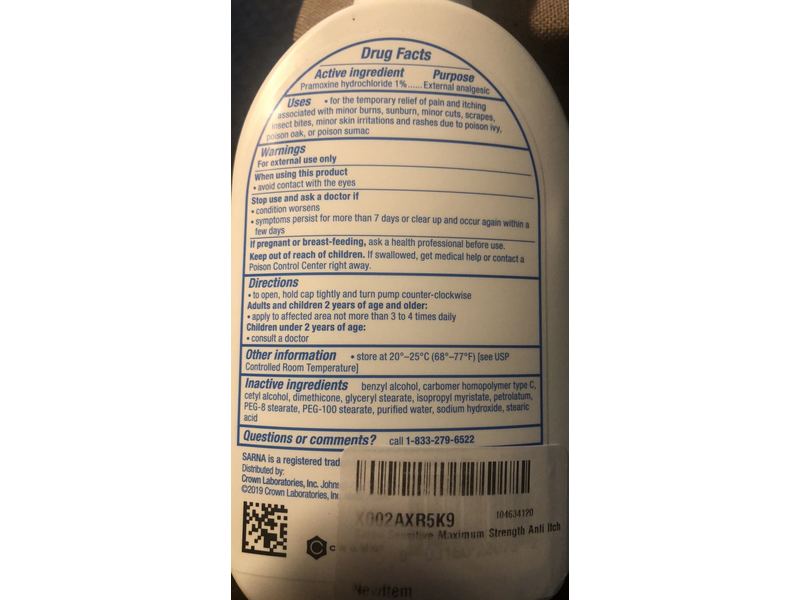 Drug Facts
Active ingredient Purpose
Pramoxine hydrochloride 1%...... External analgesic
Uses • for the temporary relief of pain and itching
associated with minor burns, sunburn, minor cuts, scrapes,
insect bites, minor skin irritations and rashes due to poison ivy,
poison oak, or poison sumac
Warnings
For external use only
When using this product
• avoid contact with the eyes
Stop use and ask a doctor if
• condition worsens
• symptoms persist for more than 7 days or clear up and occur again within a
few days
If pregnant or breast-feeding, ask a health professional before use.
Keep out of reach of children. If swallowed, get medical help or contact a
Poison Control Center right away.
Directions
• to open, hold cap tightly and turn pump counter-clockwise
Adults and children 2 years of age and older:
• apply to affected area not more than 3 to 4 times daily
Children under 2 years of age:
• consult a doctor
Other information • store at 20°–25°C (68°–77°F) [see USP
Controlled Room Temperature]
Inactive ingredients benzyl alcohol, carbomer homopolymer type C,
cetyl alcohol, dimethicone, glyceryl stearate, isopropyl myristate, petrolatum,
PEG-8 stearate, PEG-100 stearate, purified water, sodium hydroxide, stearic
acid
Questions or comments? call 1-833-279-6522
SARNA is a registered trad
Distributed by:
Crown Laboratories, Inc. Johns
©2019 Crown Laboratories, In
X002AXR5K9 104634120
Sensitive Maximum Strength Anti Itch
NewItem